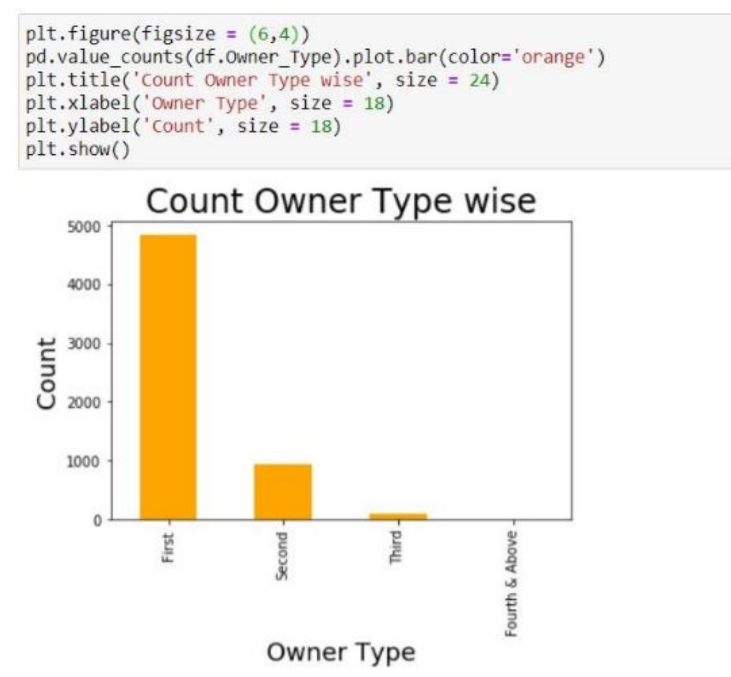 plt.figure(figsize = (6,4))
pd.value_counts(df.Owner_Type).plot.bar(color='orange')
plt.title('Count Owner Type wise', size = 24)
plt.xlabel('Owner Type', size = 18)
plt.ylabel('Count', size = 18)
plt.show()
Count Owner Type wise
5000
4000
3000
2000
1000
0
Count
First
Second
Third
Fourth & Above
Owner Type